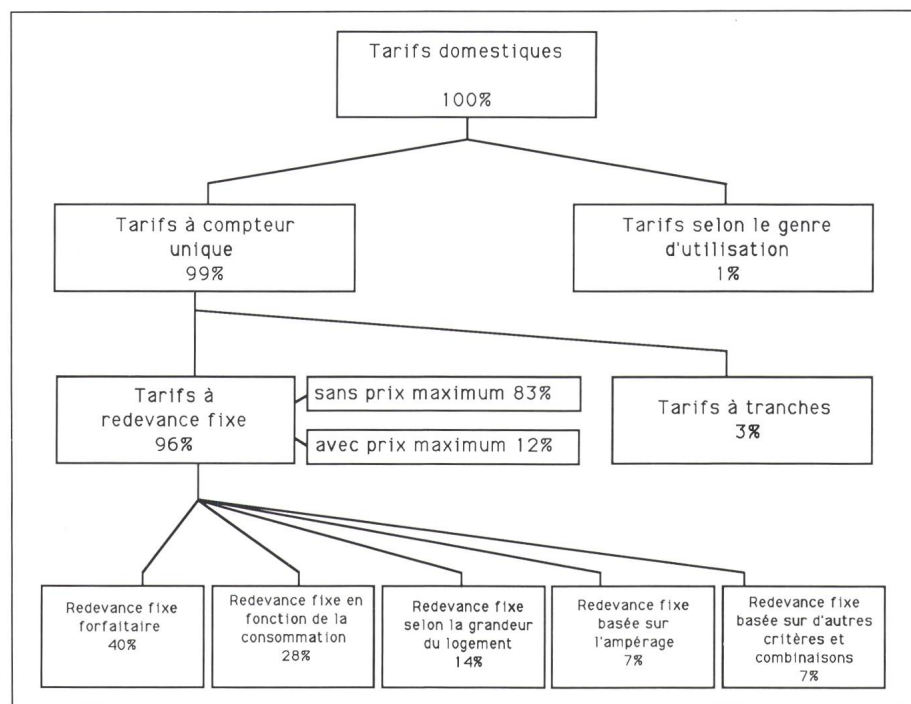 Tarifs domestiques
100%
Tarifs à compteur
unique
99%
Tarifs selon le genre
d'utilisation
1%
Tarifs à
redevance fixe
96%
sans prix maximum 83%
avec prix maximum 12%
Tarifs à tranches
3%
Redevance fixe
forfaitaire
40%
Redevance fixe en
fonction de la
consommation
28%
Redevance fixe
selon la grandeur
du logement
14%
Redevance fixe
basée sur
l'ampérage
7%
Redevance fixe
basée sur d'autres
critères et
combinaisons
7%